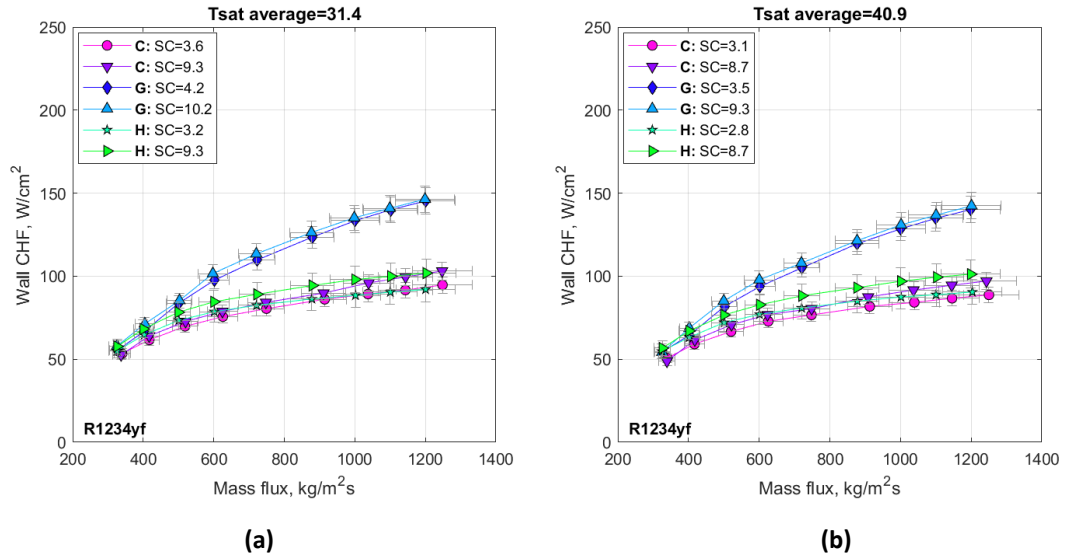 Tsat average=31.4
Wall CHF, W/cm²
250
200
150
100
50
0
C: SC=3.6
C: SC=9.3
G: SC=4.2
G: SC=10.2
H: SC=3.2
H: SC=9.3
R1234yf
200 400 600 800 1000 1200 1400
Mass flux, kg/m²s
(a)
Tsat average=40.9
Wall CHF, W/cm²
250
200
150
100
50
0
C: SC=3.1
C: SC=8.7
G: SC=3.5
G: SC=9.3
H: SC=2.8
H: SC=8.7
R1234yf
200 400 600 800 1000 1200 1400
Mass flux, kg/m²s
(b)